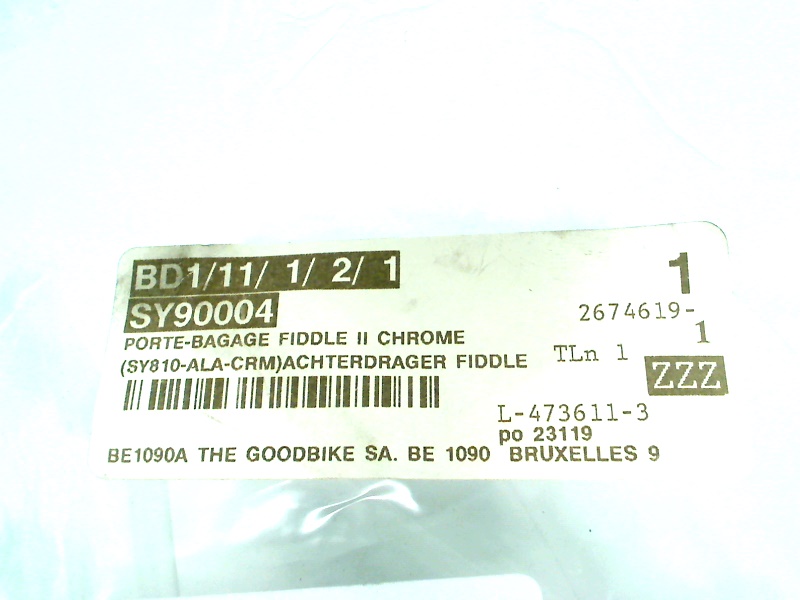 BD1/11/ 1/ 2/ 1
1
SY90004
2674619-
1
PORTE-BAGAGE FIDDLE II CHROME
(SY810-ALA-CRM)ACHTERDRAGER FIDDLE
TLn 1
ZZZ
L-473611-3
po 23119
BE1090A THE GOODBIKE SA. BE 1090 BRUXELLES 9